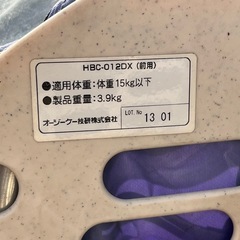 HBC-012DX (前用)
●適用体重:体重15kg以下
●製品重量:3.9kg
オージーケー技研株式会社
LOT.No
13 01